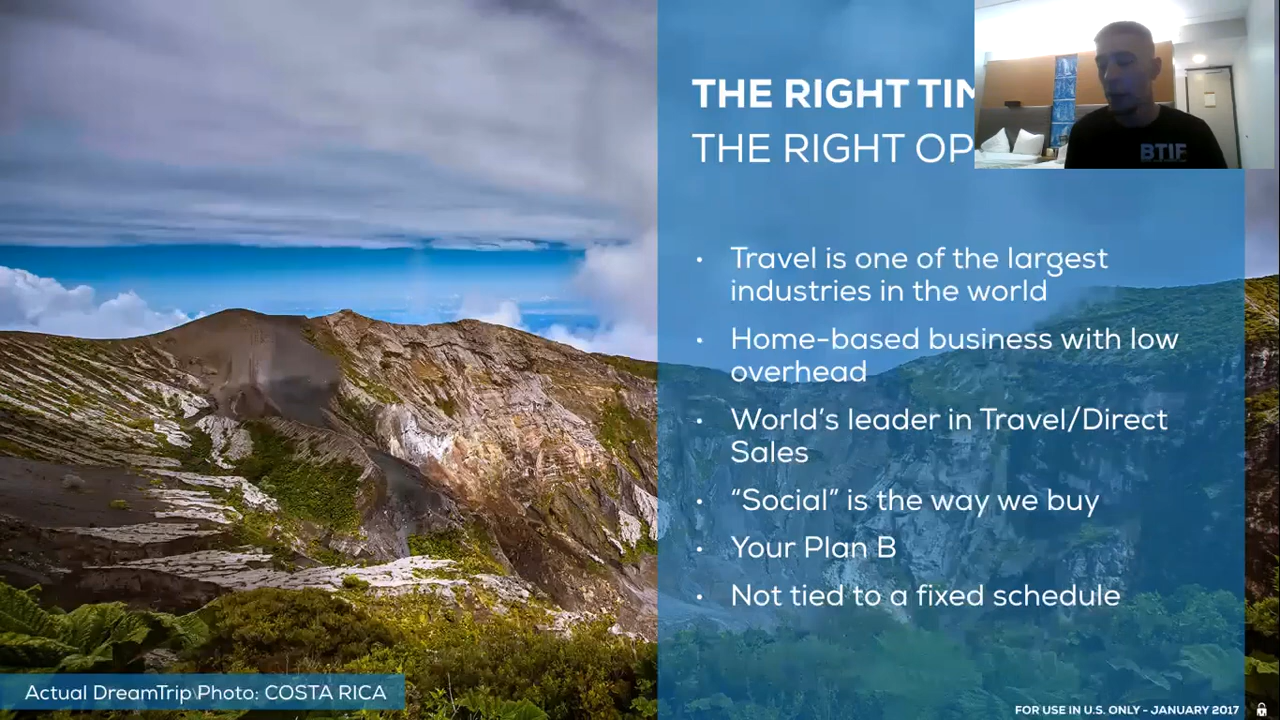 THE RIGHT
THE RIGHT
BTIF
• Travel is one of the largest
industries in the world
• Home-based business with low
overhead
• World’s leader in Travel/Direct
Sales
• “Social” is the way we buy
• Your Plan B
• Not tied to a fixed schedule
Actual DreamTrip Photo: COSTA RICA
FOR USE IN U.S. ONLY - JANUARY 2017